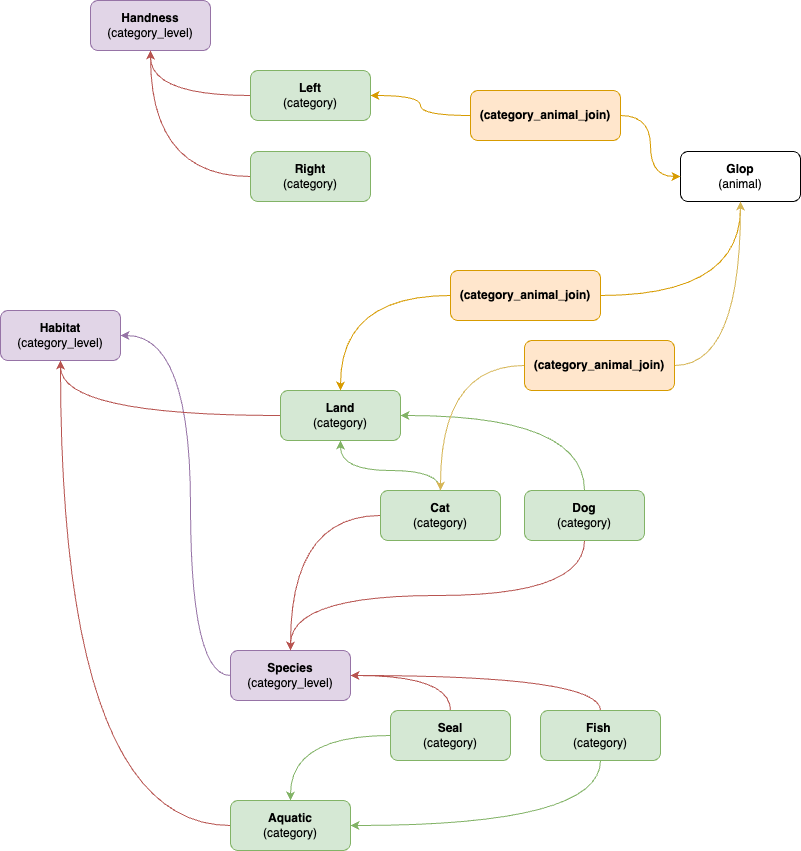 Handness
(category_level)
Left
(category)
(category_animal_join)
Right
(category)
Glop
(animal)
(category_animal_join)
Habitat
(category_level)
(category_animal_join)
Land
(category)
Cat
(category)
Dog
(category)
Species
(category_level)
Seal
(category)
Fish
(category)
Aquatic
(category)